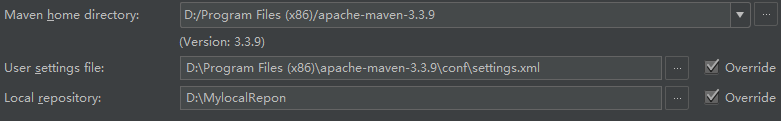 Maven home directory: D:/Program Files (x86)/apache-maven-3.3.9 ...
(Version: 3.3.9)
User settings file: D:\Program Files (x86)\apache-maven-3.3.9\conf\settings.xml ... Override
Local repository: D:\MylocalRepon ... Override